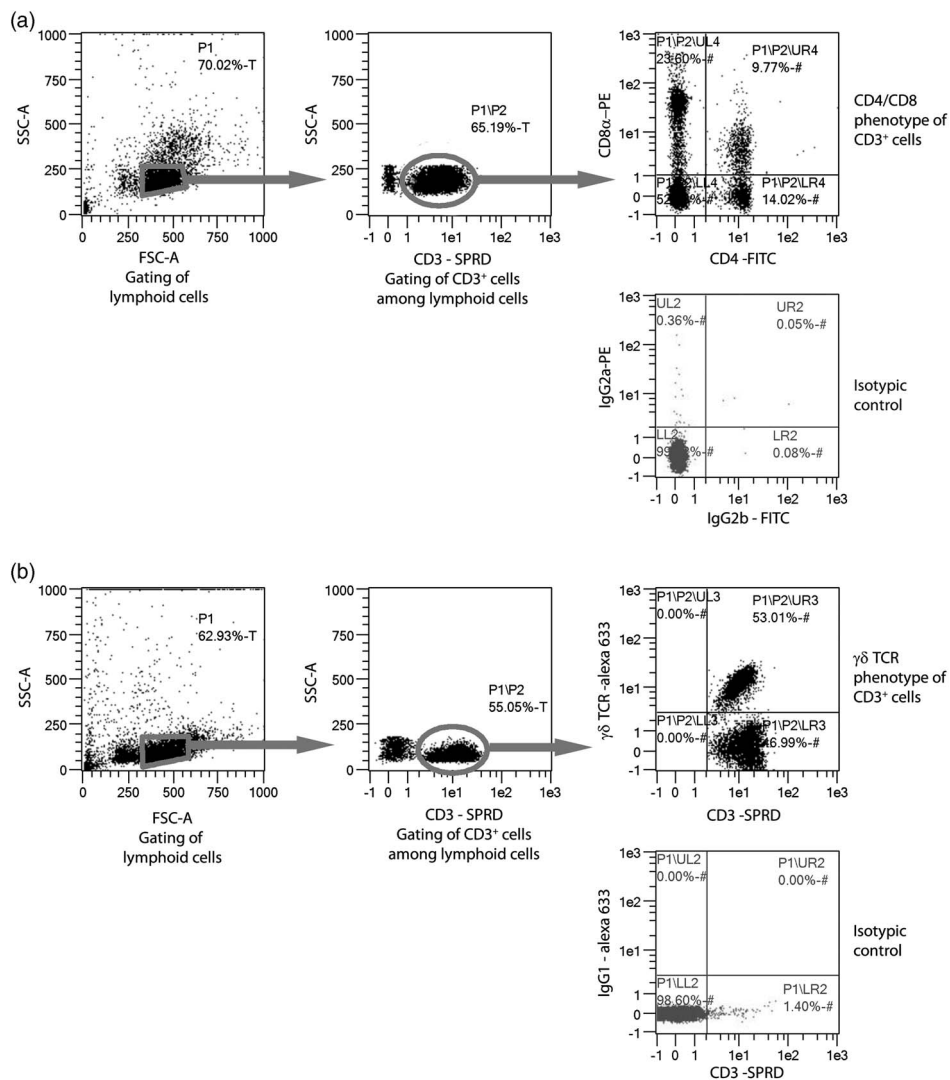 (a)
1000
750
500
250
0
SSC-A
P1
70.02%-T
0 250 500 750 1000
FSC-A
Gating of
lymphoid cells
1000
750
500
250
0
SSC-A
P1\P2
65.19%-T
-1 0 1 1e1 1e2 1e3
CD3 - SPRD
Gating of CD3⁺ cells
among lymphoid cells
1e3
1e2
1e1
1
0
-1
CD8α–PE
P1\P2\UL4
23.60%-#
P1\P2\UR4
9.77%-#
P1\P2\LL4
P1\P2\LR4
14.02%-#
-1 0 1 1e1 1e2 1e3
CD4 -FITC
CD4/CD8
phenotype of
CD3⁺ cells
1e3
1e2
1e1
1
0
-1
IgG2a-PE
UL2
0.36%-#
UR2
0.05%-#
LL2
LR2
0.08%-#
-1 0 1 1e1 1e2 1e3
IgG2b - FITC
Isotypic
control
(b)
1000
750
500
250
0
SSC-A
P1
62.93%-T
0 250 500 750 1000
FSC-A
Gating of
lymphoid cells
1000
750
500
250
0
SSC-A
P1\P2
55.05%-T
-1 0 1 1e1 1e2 1e3
CD3 - SPRD
Gating of CD3⁺ cells
among lymphoid cells
1e3
1e2
1e1
1
0
-1
γδ TCR -alexa 633
P1\P2\UL3
0.00%-#
P1\P2\UR3
53.01%-#
P1\P2\LL3
0.00%-#
P1\P2\LR3
46.99%-#
-1 0 1 1e1 1e2 1e3
CD3 -SPRD
γδ TCR
phenotype of
CD3⁺ cells
1e3
1e2
1e1
1
0
-1
IgG1 - alexa 633
P1\UL2
0.00%-#
P1\UR2
0.00%-#
P1\LL2
98.60%-#
P1\LR2
1.40%-#
-1 0 1 1e1 1e2 1e3
CD3 -SPRD
Isotypic
control